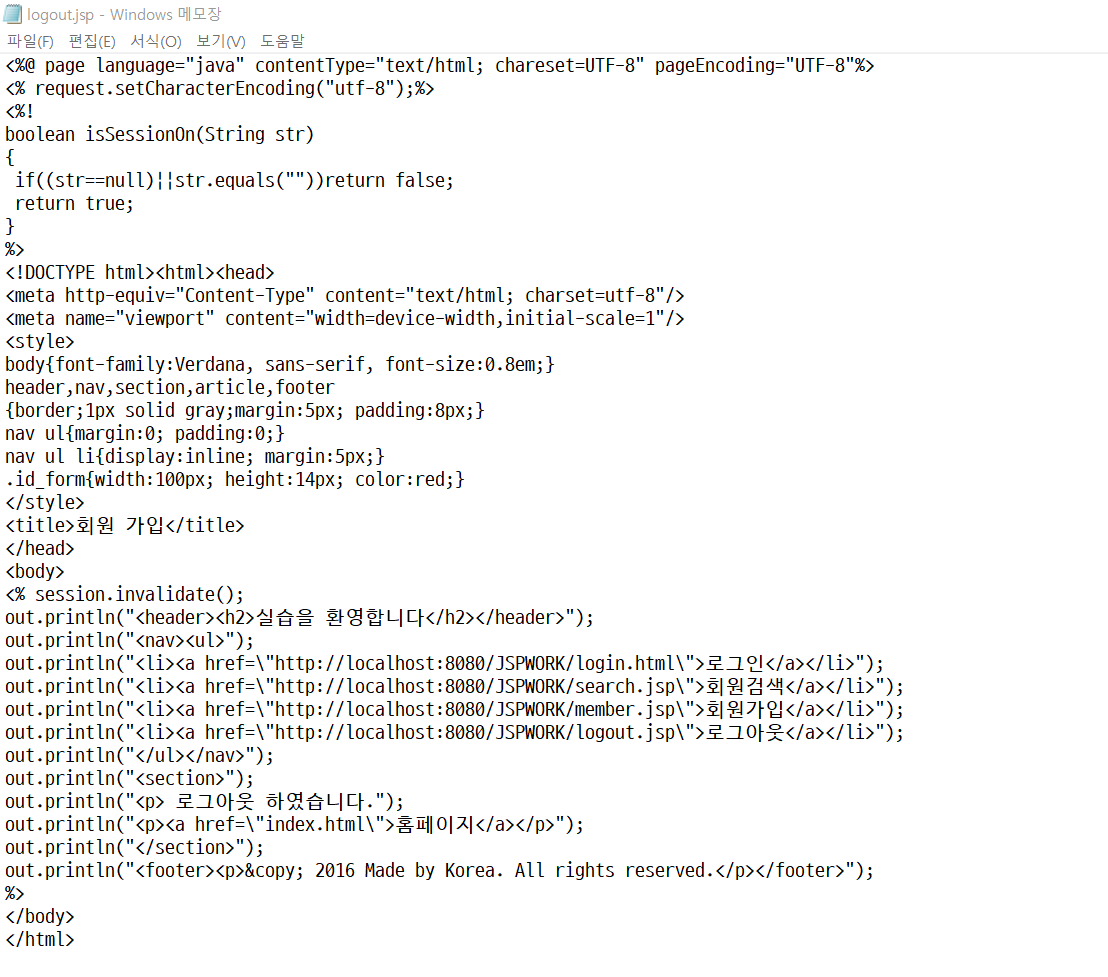 logout.jsp - Windows 메모장
파일(F) 편집(E) 서식(O) 보기(V) 도움말
<%@ page language="java" contentType="text/html; chareset=UTF-8" pageEncoding="UTF-8"%>
<% request.setCharacterEncoding("utf-8");%>
<%!
boolean isSessionOn(String str)
{
 if((str==null)||str.equals(""))return false;
 return true;
}
%>
<!DOCTYPE html><html><head>
<meta http-equiv="Content-Type" content="text/html; charset=utf-8"/>
<meta name="viewport" content="width=device-width,initial-scale=1"/>
<style>
body{font-family:Verdana, sans-serif, font-size:0.8em;}
header,nav,section,article,footer
{border;1px solid gray;margin:5px; padding:8px;}
nav ul{margin:0; padding:0;}
nav ul li{display:inline; margin:5px;}
.id_form{width:100px; height:14px; color:red;}
</style>
<title>회원 가입</title>
</head>
<body>
<% session.invalidate();
out.println("<header><h2>실습을 환영합니다</h2></header>");
out.println("<nav><ul>");
out.println("<li><a href=\"http://localhost:8080/JSPWORK/login.html\">로그인</a></li>");
out.println("<li><a href=\"http://localhost:8080/JSPWORK/search.jsp\">회원검색</a></li>");
out.println("<li><a href=\"http://localhost:8080/JSPWORK/member.jsp\">회원가입</a></li>");
out.println("<li><a href=\"http://localhost:8080/JSPWORK/logout.jsp\">로그아웃</a></li>");
out.println("</ul></nav>");
out.println("<section>");
out.println("<p> 로그아웃 하였습니다.");
out.println("<p><a href=\"index.html\">홈페이지</a></p>");
out.println("</section>");
out.println("<footer><p>&copy; 2016 Made by Korea. All rights reserved.</p></footer>");
%>
</body>
</html>